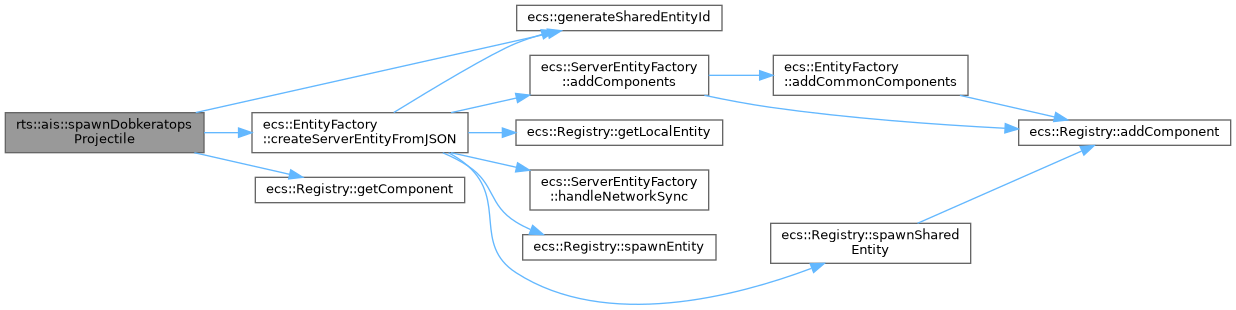 rts::ais::spawnDobkeratops
Projectile
ecs::generateSharedEntityId
ecs::EntityFactory
::createServerEntityFromJSON
ecs::Registry::getComponent
ecs::ServerEntityFactory
::addComponents
ecs::Registry::getLocalEntity
ecs::ServerEntityFactory
::handleNetworkSync
ecs::Registry::spawnEntity
ecs::EntityFactory
::addCommonComponents
ecs::Registry::spawnShared
Entity
ecs::Registry::addComponent